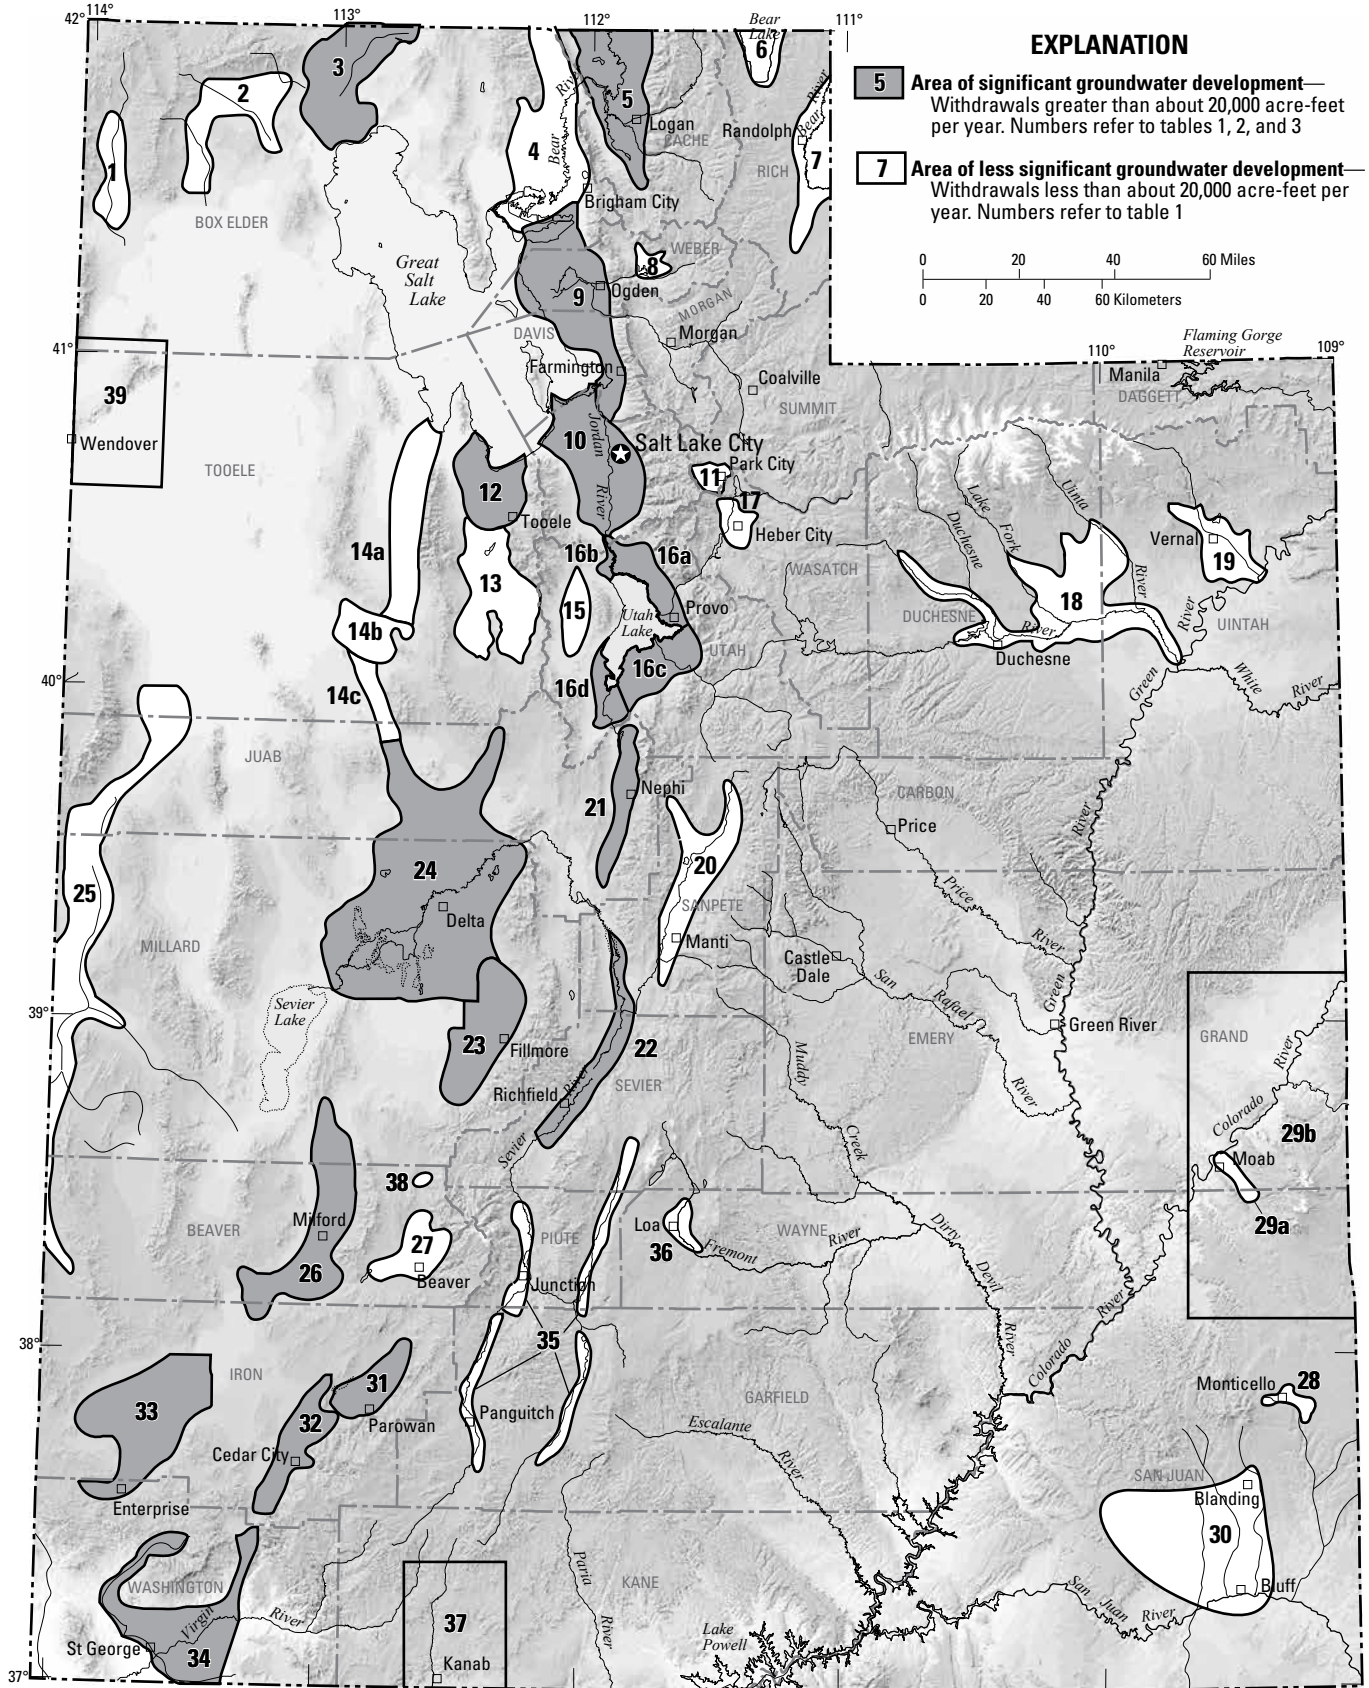 42°
114°
113°
112°
Bear
Lake
111°
EXPLANATION
5 Area of significant groundwater development—
Withdrawals greater than about 20,000 acre-feet
per year. Numbers refer to tables 1, 2, and 3
7 Area of less significant groundwater development—
Withdrawals less than about 20,000 acre-feet per
year. Numbers refer to table 1
0 20 40 60 Miles
0 20 40 60 Kilometers
1
2
3
4
5
6
7
River
Bear
Logan
CACHE
Randolph
Bear
River
RICH
BOX ELDER
Brigham City
Great
Salt
Lake
WEBER
8
9
Ogden
MORGAN
Morgan
DAVIS
Farmington
Coalville
SUMMIT
41°
110°
109°
Flaming Gorge
Reservoir
Manila
DAGGETT
39
Wendover
TOOELE
10
Jordan
River
Salt Lake City
Park City
11
17
Heber City
12
Tooele
13
14a
14b
14c
15
16a
16b
16c
16d
Utah
Lake
Provo
UTAH
WASATCH
Lake
Fork
Duchesne
Uinta
River
DUCHESNE
18
River
Duchesne
Vernal
19
River
UINTAH
Green
White
River
40°
JUAB
21
Nephi
20
SANPETE
Manti
CARBON
Price
Price
River
River
24
Delta
25
MILLARD
Sevier
Lake
39°
23
Fillmore
Richfield
River
22
SEVIER
Sevier
Castle
Dale
San
Rafael
River
EMERY
Green
Green River
Muddy
Creek
GRAND
River
Colorado
29b
Moab
29a
38
BEAVER
Milford
26
27
Beaver
PIUTE
Junction
35
Loa
36
Fremont
River
WAYNE
Dirty
Devil
River
River
Colorado
38°
IRON
33
31
32
Parowan
Cedar City
Enterprise
Panguitch
GARFIELD
Escalante
River
Monticello
28
SAN JUAN
Blanding
30
Bluff
WASHINGTON
Virgin
River
St George
34
37
Kanab
Paria
River
KANE
Lake
Powell
San
Juan
River
37°